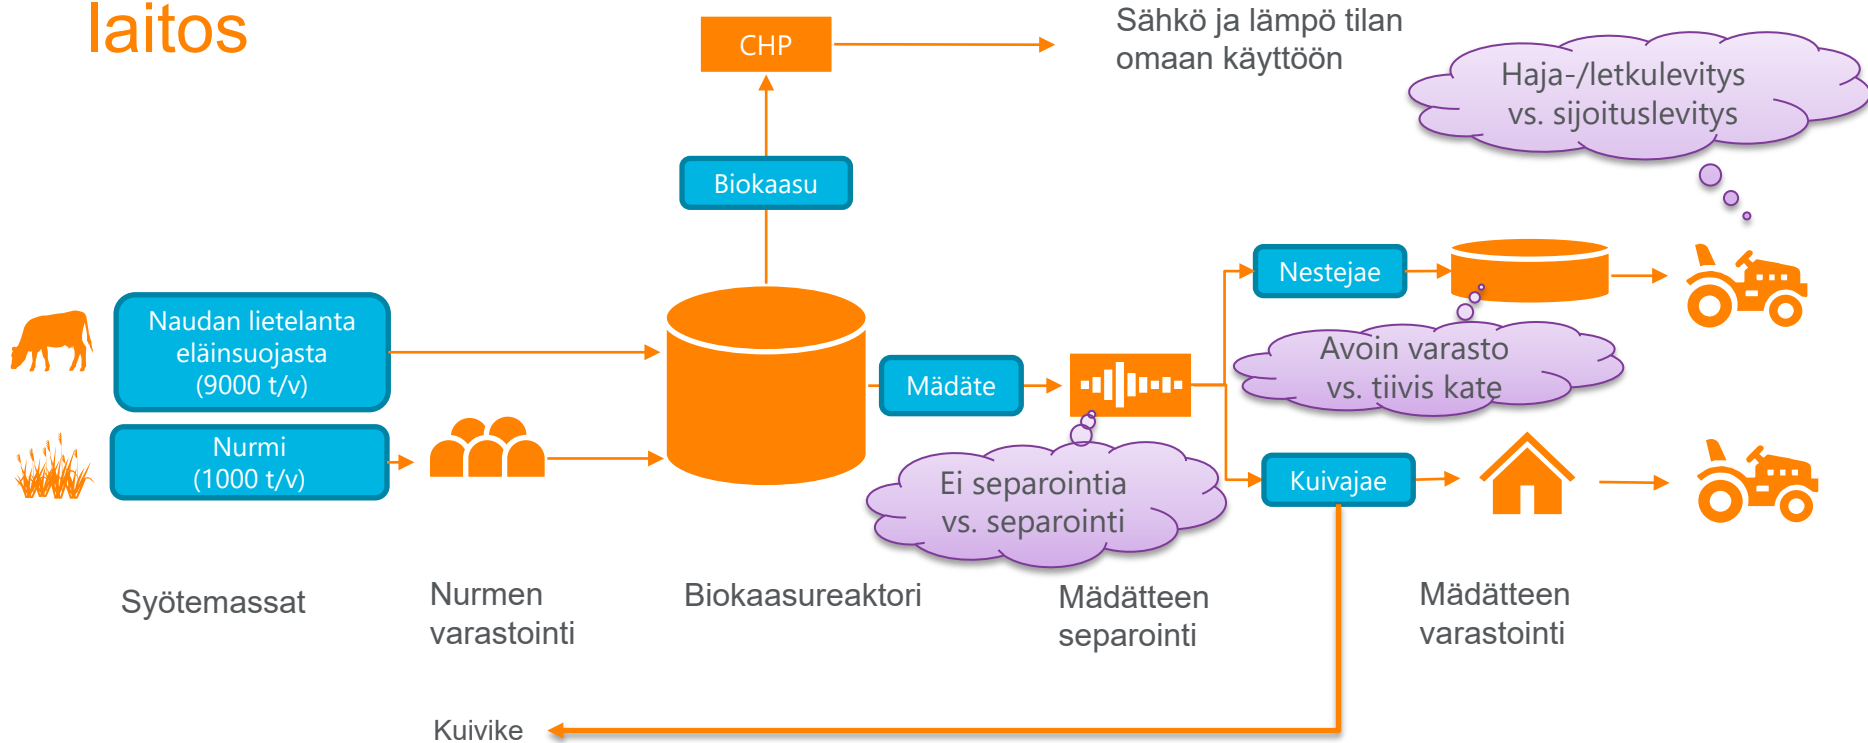 laitos
CHP
Sähkö ja lämpö tilan
omaan käyttöön
Haja-/letkulevitys
vs. sijoituslevitys
Biokaasu
Nestejae
Naudan lietelanta
eläinsuojasta
(9000 t/v)
Avoin varasto
vs. tiivis kate
Mädäte
Nurmi
(1000 t/v)
Ei separointia
vs. separointi
Kuivajae
Syötemassat
Nurmen
varastointi
Biokaasureaktori
Mädätteen
separointi
Mädätteen
varastointi
Kuivike